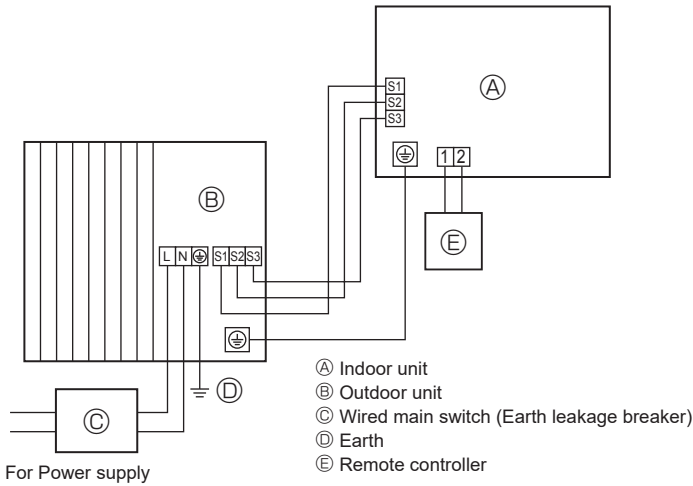 S1
S2
S3
Ⓐ
1 2
Ⓑ
Ⓔ
L N S1 S2 S3
Ⓓ
Ⓒ
For Power supply
Ⓐ Indoor unit
Ⓑ Outdoor unit
Ⓒ Wired main switch (Earth leakage breaker)
Ⓓ Earth
Ⓔ Remote controller